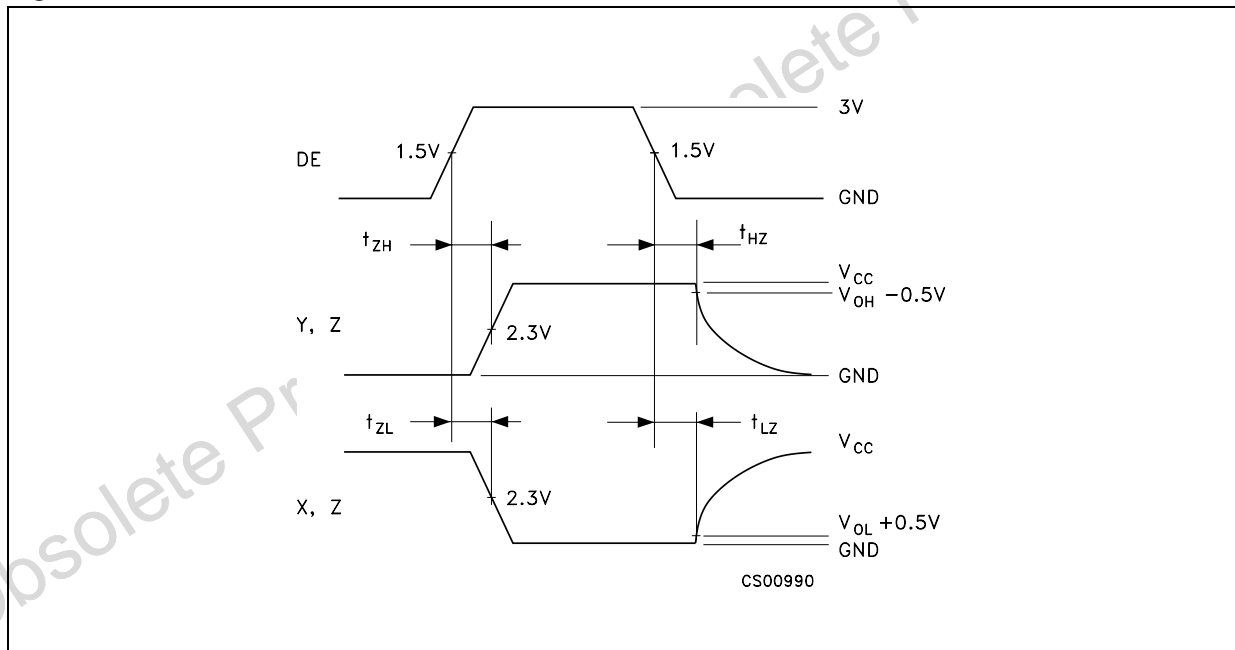 3V
DE 1.5V 1.5V
GND
tZH tHZ
VCC
VOH -0.5V
Y, Z 2.3V
GND
tZL tLZ
VCC
X, Z 2.3V
VOL +0.5V
GND
CS00990
obsolete Pr
solete